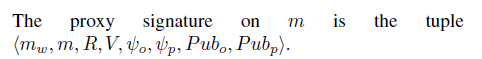 The proxy signature on m is the tuple
⟨m_w, m, R, V, ψ_o, ψ_p, Pub_o, Pub_p⟩.